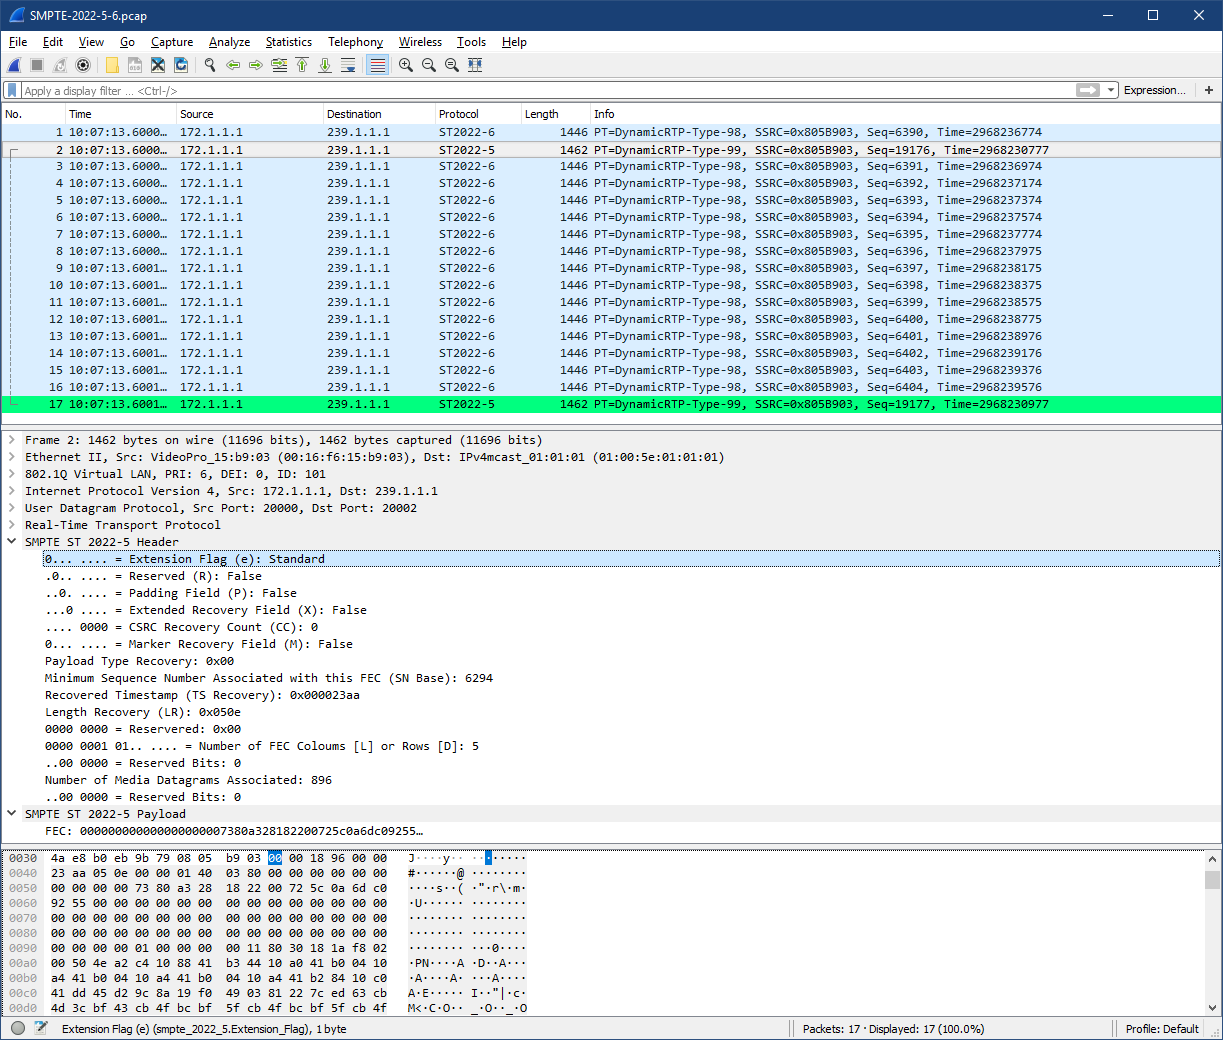 SMPTE-2022-5-6.pcap
File Edit View Go Capture Analyze Statistics Telephony Wireless Tools Help
Apply a display filter ... <Ctrl-/> Expression... +
No. Time Source Destination Protocol Length Info
1 10:07:13.6000… 172.1.1.1 239.1.1.1 ST2022-6 1446 PT=DynamicRTP-Type-98, SSRC=0x805B903, Seq=6390, Time=2968236774
2 10:07:13.6000… 172.1.1.1 239.1.1.1 ST2022-5 1462 PT=DynamicRTP-Type-99, SSRC=0x805B903, Seq=19176, Time=2968230777
3 10:07:13.6000… 172.1.1.1 239.1.1.1 ST2022-6 1446 PT=DynamicRTP-Type-98, SSRC=0x805B903, Seq=6391, Time=2968236974
4 10:07:13.6000… 172.1.1.1 239.1.1.1 ST2022-6 1446 PT=DynamicRTP-Type-98, SSRC=0x805B903, Seq=6392, Time=2968237174
5 10:07:13.6000… 172.1.1.1 239.1.1.1 ST2022-6 1446 PT=DynamicRTP-Type-98, SSRC=0x805B903, Seq=6393, Time=2968237374
6 10:07:13.6000… 172.1.1.1 239.1.1.1 ST2022-6 1446 PT=DynamicRTP-Type-98, SSRC=0x805B903, Seq=6394, Time=2968237574
7 10:07:13.6000… 172.1.1.1 239.1.1.1 ST2022-6 1446 PT=DynamicRTP-Type-98, SSRC=0x805B903, Seq=6395, Time=2968237774
8 10:07:13.6000… 172.1.1.1 239.1.1.1 ST2022-6 1446 PT=DynamicRTP-Type-98, SSRC=0x805B903, Seq=6396, Time=2968237975
9 10:07:13.6001… 172.1.1.1 239.1.1.1 ST2022-6 1446 PT=DynamicRTP-Type-98, SSRC=0x805B903, Seq=6397, Time=2968238175
10 10:07:13.6001… 172.1.1.1 239.1.1.1 ST2022-6 1446 PT=DynamicRTP-Type-98, SSRC=0x805B903, Seq=6398, Time=2968238375
11 10:07:13.6001… 172.1.1.1 239.1.1.1 ST2022-6 1446 PT=DynamicRTP-Type-98, SSRC=0x805B903, Seq=6399, Time=2968238575
12 10:07:13.6001… 172.1.1.1 239.1.1.1 ST2022-6 1446 PT=DynamicRTP-Type-98, SSRC=0x805B903, Seq=6400, Time=2968238775
13 10:07:13.6001… 172.1.1.1 239.1.1.1 ST2022-6 1446 PT=DynamicRTP-Type-98, SSRC=0x805B903, Seq=6401, Time=2968238976
14 10:07:13.6001… 172.1.1.1 239.1.1.1 ST2022-6 1446 PT=DynamicRTP-Type-98, SSRC=0x805B903, Seq=6402, Time=2968239176
15 10:07:13.6001… 172.1.1.1 239.1.1.1 ST2022-6 1446 PT=DynamicRTP-Type-98, SSRC=0x805B903, Seq=6403, Time=2968239376
16 10:07:13.6001… 172.1.1.1 239.1.1.1 ST2022-6 1446 PT=DynamicRTP-Type-98, SSRC=0x805B903, Seq=6404, Time=2968239576
17 10:07:13.6001… 172.1.1.1 239.1.1.1 ST2022-5 1462 PT=DynamicRTP-Type-99, SSRC=0x805B903, Seq=19177, Time=2968230977
Frame 2: 1462 bytes on wire (11696 bits), 1462 bytes captured (11696 bits)
Ethernet II, Src: VideoPro_15:b9:03 (00:16:f6:15:b9:03), Dst: IPv4mcast_01:01:01 (01:00:5e:01:01:01)
802.1Q Virtual LAN, PRI: 6, DEI: 0, ID: 101
Internet Protocol Version 4, Src: 172.1.1.1, Dst: 239.1.1.1
User Datagram Protocol, Src Port: 20000, Dst Port: 20002
Real-Time Transport Protocol
SMPTE ST 2022-5 Header
0... .... = Extension Flag (e): Standard
.0.. .... = Reserved (R): False
..0. .... = Padding Field (P): False
...0 .... = Extended Recovery Field (X): False
.... 0000 = CSRC Recovery Count (CC): 0
0... .... = Marker Recovery Field (M): False
Payload Type Recovery: 0x00
Minimum Sequence Number Associated with this FEC (SN Base): 6294
Recovered Timestamp (TS Recovery): 0x000023aa
Length Recovery (LR): 0x050e
0000 0000 = Reservered: 0x00
0000 0001 01.. .... = Number of FEC Coloums [L] or Rows [D]: 5
..00 0000 = Reserved Bits: 0
Number of Media Datagrams Associated: 896
..00 0000 = Reserved Bits: 0
SMPTE ST 2022-5 Payload
FEC: 000000000000000000007380a328182200725c0a6dc09255…
0030 4a e8 b0 eb 9b 79 08 05 b9 03 00 00 18 96 00 00 J····y·· ········
0040 23 aa 05 0e 00 00 01 40 03 80 00 00 00 00 00 00 #······@ ········
0050 00 00 00 00 73 80 a3 28 18 22 00 72 5c 0a 6d c0 ····s··( ·"·r\·m·
0060 92 55 00 00 00 00 00 00 00 00 00 00 00 00 00 00 ·U······ ········
0070 00 00 00 00 00 00 00 00 00 00 00 00 00 00 00 00 ········ ········
0080 00 00 00 00 00 00 00 00 00 00 00 00 00 00 00 00 ········ ········
0090 00 00 00 00 01 00 00 00 00 11 80 30 18 1a f8 02 ········ ···0····
00a0 00 50 4e a2 c4 10 88 41 b3 44 10 a0 41 b0 04 10 ·PN····A ·D··A···
00b0 a4 41 b0 04 10 a4 41 b0 04 10 a4 41 b2 84 10 c0 ·A····A· ···A····
00c0 41 dd 45 d2 9c 8a 19 f0 49 03 81 22 7c ed 63 cb A·E····· I··"|·c·
00d0 4d 3c bf 43 cb 4f bc bf 5f cb 4f bc bf 5f cb 4f M<·C·O·· _·O··_·O
Extension Flag (e) (smpte_2022_5.Extension_Flag), 1 byte Packets: 17 · Displayed: 17 (100.0%) Profile: Default